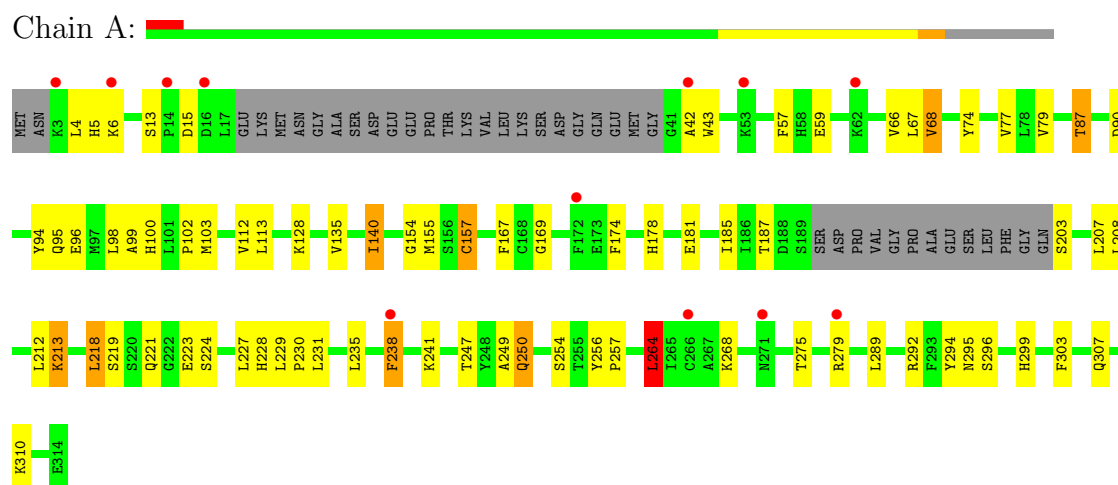 Chain A:
MET ASN K3 L4 H5 K6 S13 P14 D15 D16 L17 GLU LYS MET ASN GLY ALA SER ASP GLU GLU PRO THR LYS VAL LEU LYS SER ASP GLY GLN GLU MET GLY G41 A42 W43 K53 F57 H58 E59 K62 V66 L67 V68 Y74 V77 L78 V79 T87 D90
Y94 Q95 E96 M97 L98 A99 H100 L101 P102 M103 V112 L113 K128 V135 I140 G154 M155 S156 C157 F167 C168 G169 F172 E173 F174 H178 E181 I185 I186 T187 D188 S189 SER ASP PRO VAL GLY PRO ALA GLU SER LEU PHE GLY GLN S203 L207 L208
L212 K213 L218 S219 S220 Q221 G222 E223 S224 L227 H228 L229 P230 L231 L235 F238 K241 T247 Y248 A249 Q250 S254 T255 Y256 P257 L264 I265 C266 A267 K268 N271 T275 R279 L289 R292 F293 Y294 N295 S296 H299 F303 Q307
K310 E314